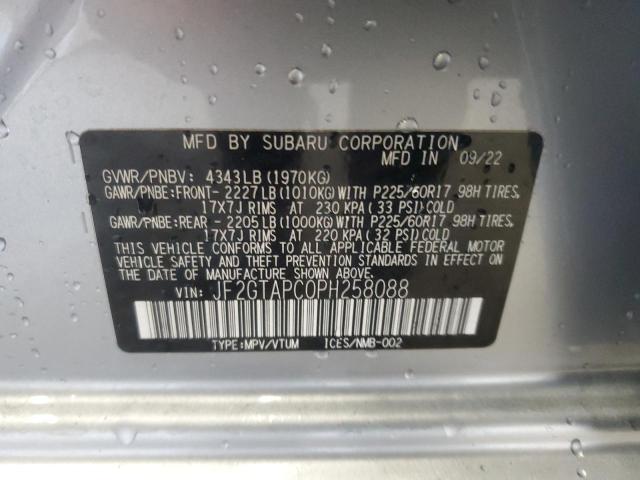 MFD BY SUBARU CORPORATION
MFD IN 09/22
GVWR/PNBV: 4343LB(1970KG)
GAWR/PNBE:FRONT-2227LB(1010KG)WITH P225/60R17 98H TIRES,
17X7J RIMS AT 230 KPA(33 PSI)COLD
GAWR/PNBE:REAR -2205LB(1000KG)WITH P225/60R17 98H TIRES,
17X7J RIMS AT 220 KPA(32 PSI)COLD
THIS VEHICLE CONFORMS TO ALL APPLICABLE FEDERAL MOTOR
VEHICLE SAFETY AND THEFT PREVENTION STANDARDS IN EFFECT ON
THE DATE OF MANUFACTURE SHOWN ABOVE.
VIN: JF2GTAPC0PH258088
TYPE:MPV/VTUM ICES/NMB-002